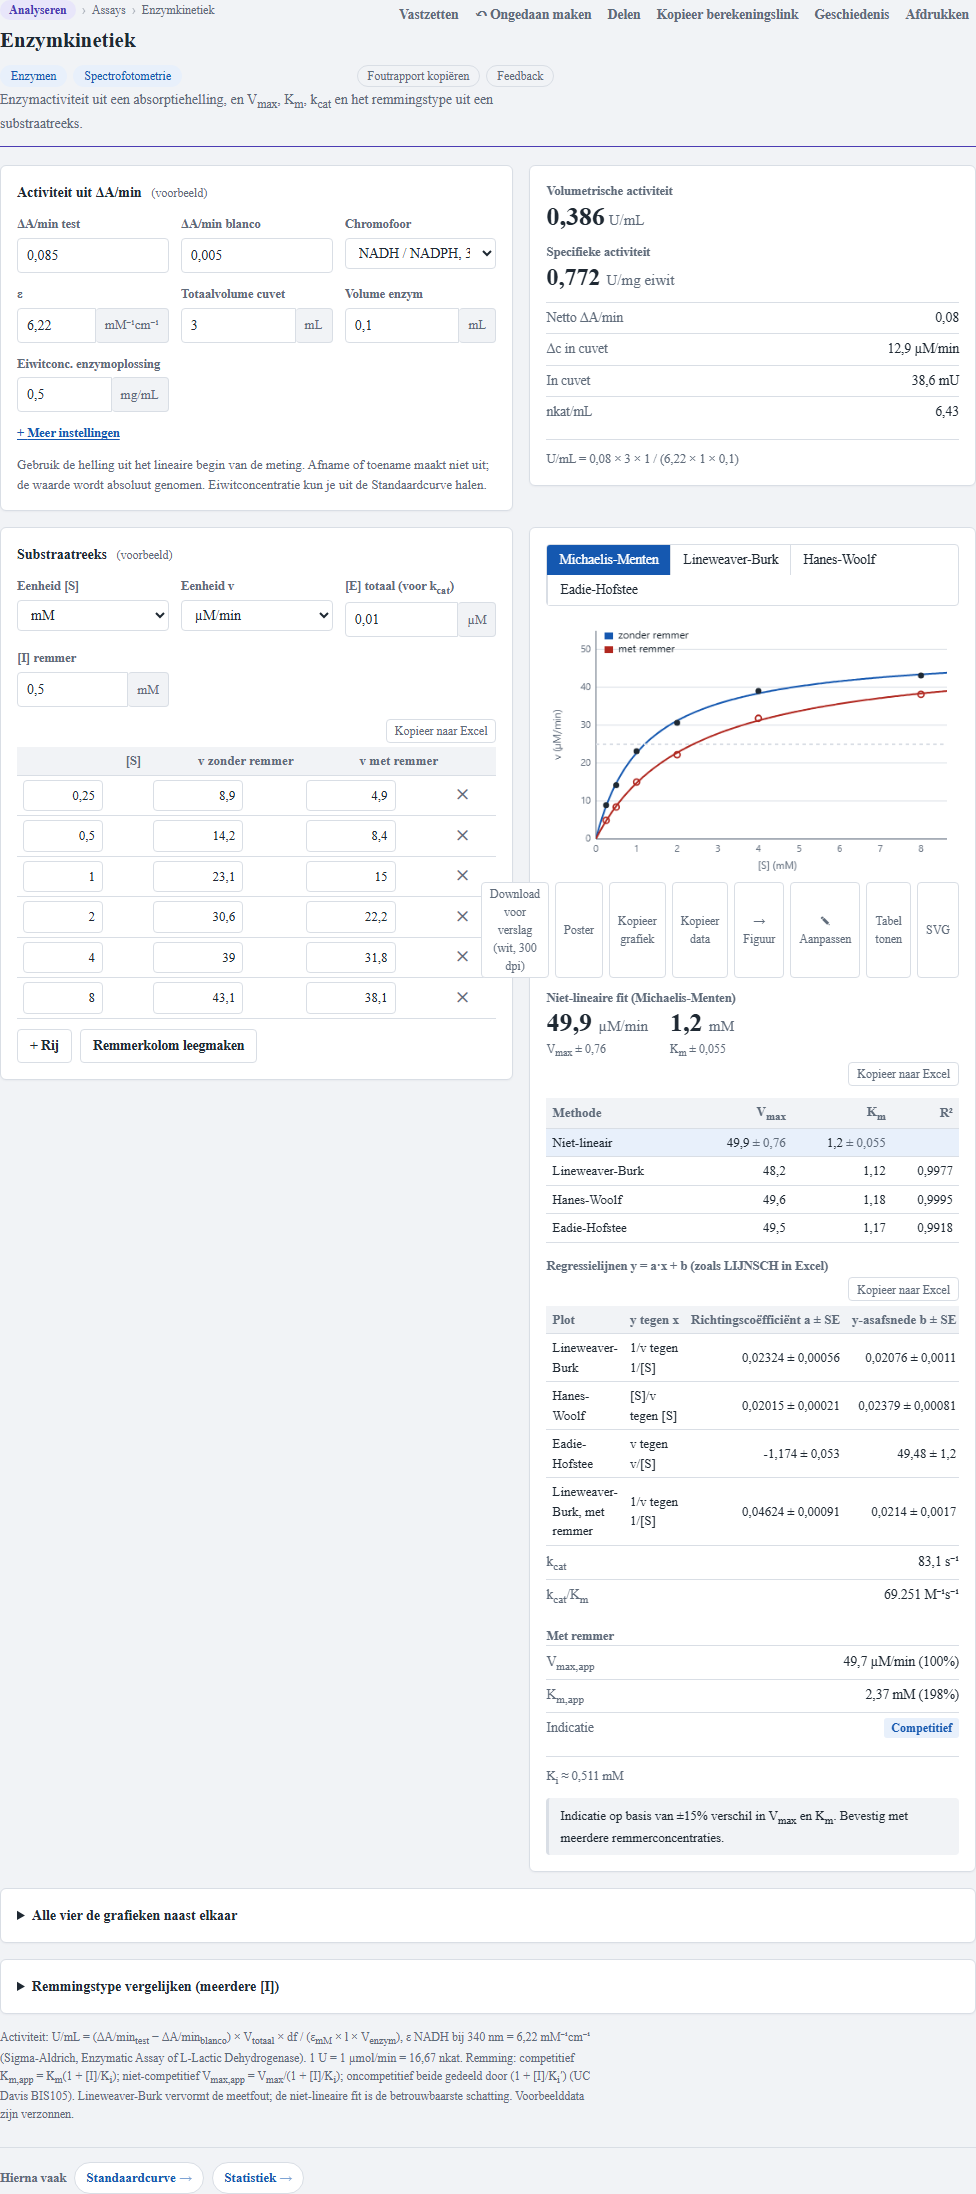 Analyseren › Assays › Enzymkinetiek
Vastzetten ↶ Ongedaan maken Delen Kopieer berekeningslink Geschiedenis Afdrukken
Enzymkinetiek
Enzymen Spectrofotometrie
Foutrapport kopiëren Feedback
Enzymactiviteit uit een absorptiehelling, en Vmax, Km, kcat en het remmingstype uit een
substraatreeks.
Activiteit uit ΔA/min (voorbeeld)
ΔA/min test ΔA/min blanco Chromofoor
0,085 0,005 NADH / NADPH, 3
ε Totaalvolume cuvet Volume enzym
6,22 mM⁻¹cm⁻¹ 3 mL 0,1 mL
Eiwitconc. enzymoplossing
0,5 mg/mL
+ Meer instellingen
Gebruik de helling uit het lineaire begin van de meting. Afname of toename maakt niet uit;
de waarde wordt absoluut genomen. Eiwitconcentratie kun je uit de Standaardcurve halen.
Volumetrische activiteit
0,386 U/mL
Specifieke activiteit
0,772 U/mg eiwit
Netto ΔA/min 0,08
Δc in cuvet 12,9 µM/min
In cuvet 38,6 mU
nkat/mL 6,43
U/mL = 0,08 × 3 × 1 / (6,22 × 1 × 0,1)
Substraatreeks (voorbeeld)
Eenheid [S] Eenheid v [E] totaal (voor kcat)
mM µM/min 0,01 µM
[I] remmer
0,5 mM
Kopieer naar Excel
[S] v zonder remmer v met remmer
0,25 8,9 4,9 ×
0,5 14,2 8,4 ×
1 23,1 15 ×
2 30,6 22,2 ×
4 39 31,8 ×
8 43,1 38,1 ×
+ Rij Remmerkolom leegmaken
Michaelis-Menten Lineweaver-Burk Hanes-Woolf
Eadie-Hofstee
zonder remmer
met remmer
50
40
30
20
10
0
v (µM/min)
0 1 2 3 4 5 6 7 8
[S] (mM)
Download voor verslag (wit, 300 dpi) Poster Kopieer grafiek Kopieer data → Figuur ✎ Aanpassen Tabel tonen SVG
Niet-lineaire fit (Michaelis-Menten)
49,9 µM/min 1,2 mM
Vmax ± 0,76 Km ± 0,055
Kopieer naar Excel
Methode Vmax Km R²
Niet-lineair 49,9 ± 0,76 1,2 ± 0,055
Lineweaver-Burk 48,2 1,12 0,9977
Hanes-Woolf 49,6 1,18 0,9995
Eadie-Hofstee 49,5 1,17 0,9918
Regressielijnen y = a·x + b (zoals LIJNSCH in Excel)
Kopieer naar Excel
Plot y tegen x Richtingscoëfficiënt a ± SE y-asafsnede b ± SE
Lineweaver-Burk 1/v tegen 1/[S] 0,02324 ± 0,00056 0,02076 ± 0,0011
Hanes-Woolf [S]/v tegen [S] 0,02015 ± 0,00021 0,02379 ± 0,00081
Eadie-Hofstee v tegen v/[S] -1,174 ± 0,053 49,48 ± 1,2
Lineweaver-Burk, met remmer 1/v tegen 1/[S] 0,04624 ± 0,00091 0,0214 ± 0,0017
kcat 83,1 s⁻¹
kcat/Km 69.251 M⁻¹s⁻¹
Met remmer
Vmax,app 49,7 µM/min (100%)
Km,app 2,37 mM (198%)
Indicatie Competitief
Ki ≈ 0,511 mM
Indicatie op basis van ±15% verschil in Vmax en Km. Bevestig met
meerdere remmerconcentraties.
▶ Alle vier de grafieken naast elkaar
▶ Remmingstype vergelijken (meerdere [I])
Activiteit: U/mL = (ΔA/mintest − ΔA/minblanco) × Vtotaal × df / (εmM × l × Venzym), ε NADH bij 340 nm = 6,22 mM⁻¹cm⁻¹
(Sigma-Aldrich, Enzymatic Assay of L-Lactic Dehydrogenase). 1 U = 1 µmol/min = 16,67 nkat. Remming: competitief
Km,app = Km(1 + [I]/Ki); niet-competitief Vmax,app = Vmax/(1 + [I]/Ki); oncompetitief beide gedeeld door (1 + [I]/Ki') (UC
Davis BIS105). Lineweaver-Burk vervormt de meetfout; de niet-lineaire fit is de betrouwbaarste schatting. Voorbeelddata
zijn verzonnen.
Hierna vaak Standaardcurve → Statistiek →